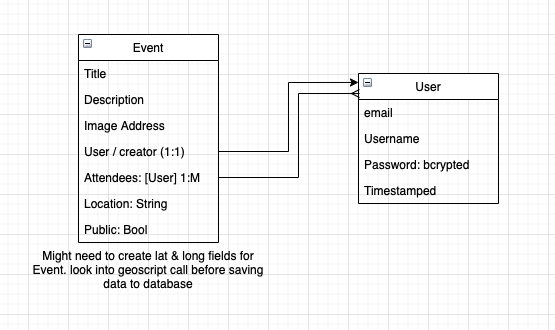 Event
Title
Description
Image Address
User / creator (1:1)
Attendees: [User] 1:M
Location: String
Public: Bool
Might need to create lat & long fields for
Event. look into geoscript call before saving
data to database
User
email
Username
Password: bcrypted
Timestamped